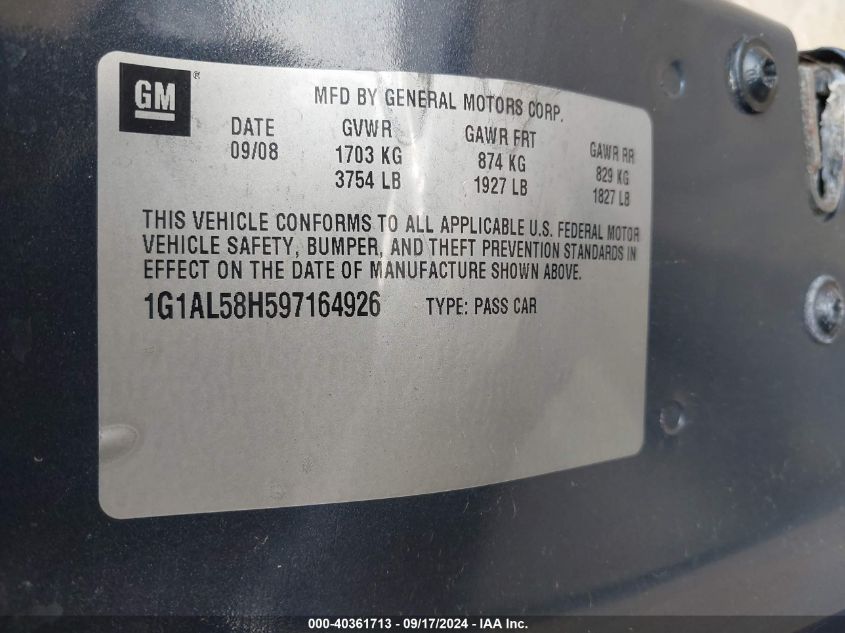 GM ®
MFD BY GENERAL MOTORS CORP.
DATE GVWR GAWR FRT GAWR RR
09/08 1703 KG 874 KG 829 KG
3754 LB 1927 LB 1827 LB
THIS VEHICLE CONFORMS TO ALL APPLICABLE U.S. FEDERAL MOTOR
VEHICLE SAFETY, BUMPER, AND THEFT PREVENTION STANDARDS IN
EFFECT ON THE DATE OF MANUFACTURE SHOWN ABOVE.
1G1AL58H597164926 TYPE: PASS CAR
000-40361713 - 09/17/2024 - IAA Inc.